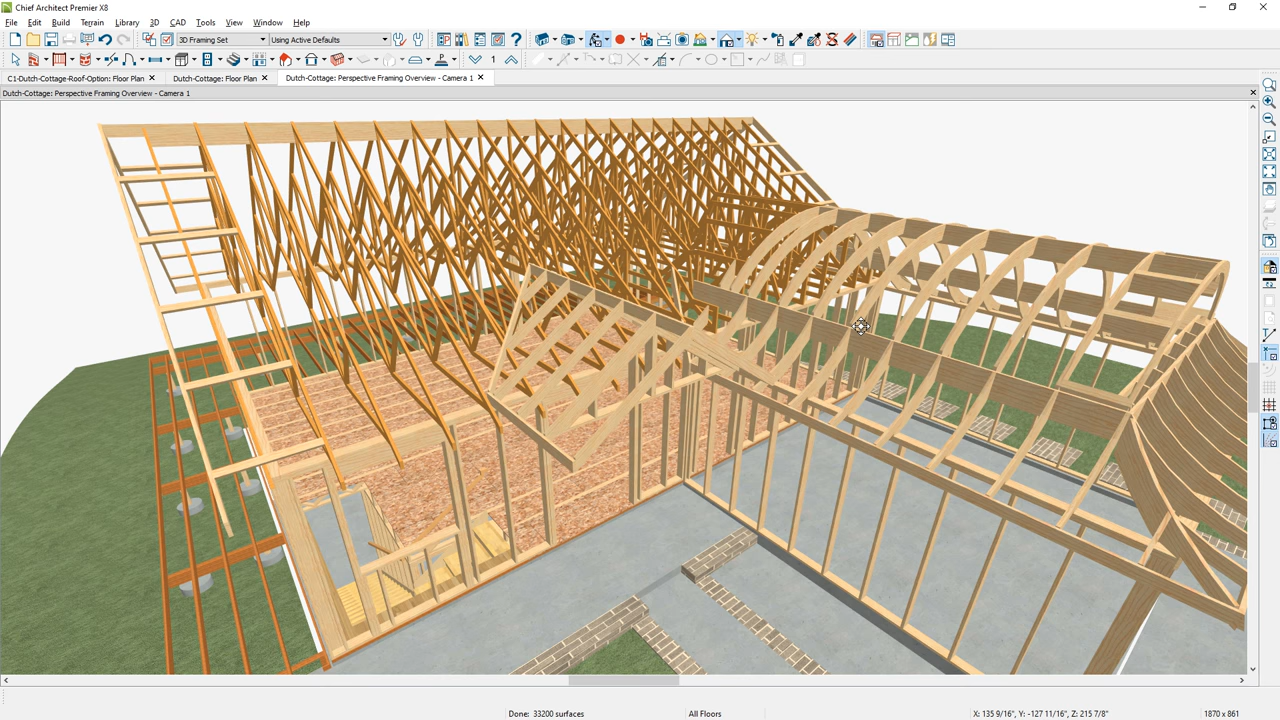 Chief Architect Premier X8
File Edit Build Terrain Library 3D CAD Tools View Window Help
3D Framing Set Using Active Defaults
1
C1-Dutch-Cottage-Roof-Option: Floor Plan Dutch-Cottage: Floor Plan Dutch-Cottage: Perspective Framing Overview - Camera 1
Dutch-Cottage: Perspective Framing Overview - Camera 1
Done: 33200 surfaces All Floors X: 135 9/16", Y: -127 11/16", Z: 215 7/8" 1870 x 861